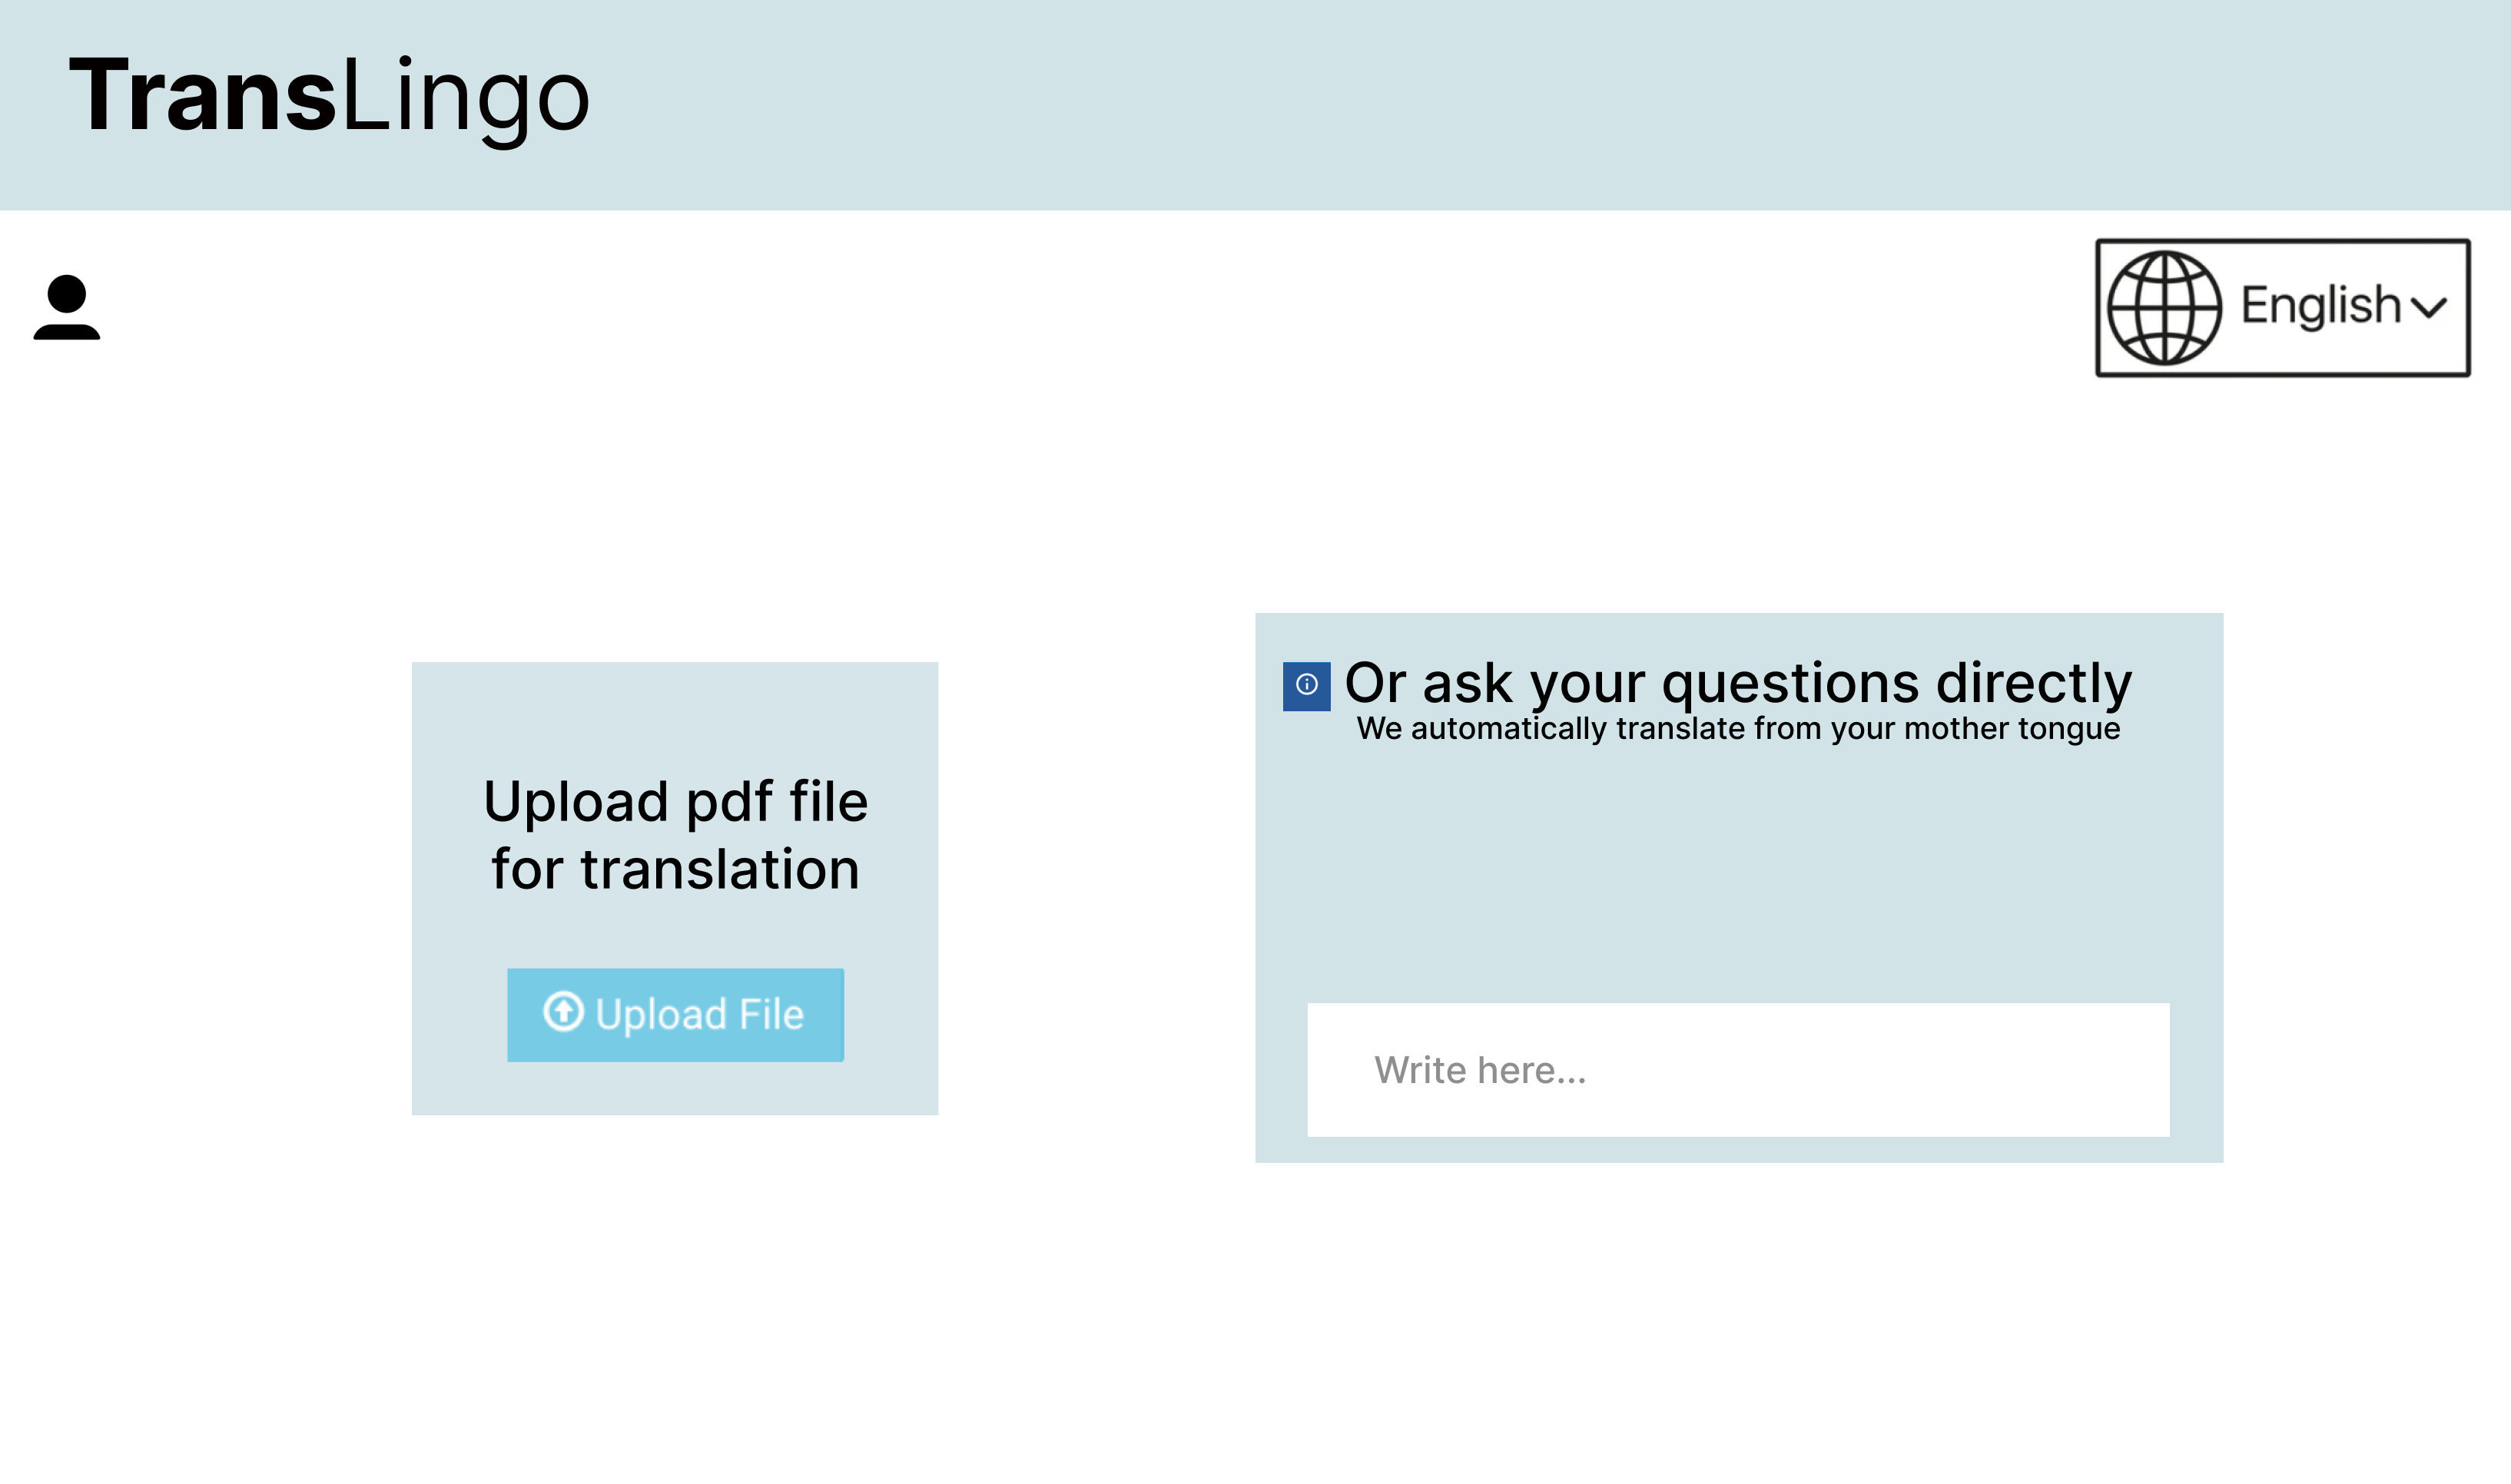 TransLingo
English
Or ask your questions directly
We automatically translate from your mother tongue
Upload pdf file
for translation
Upload File
Write here...